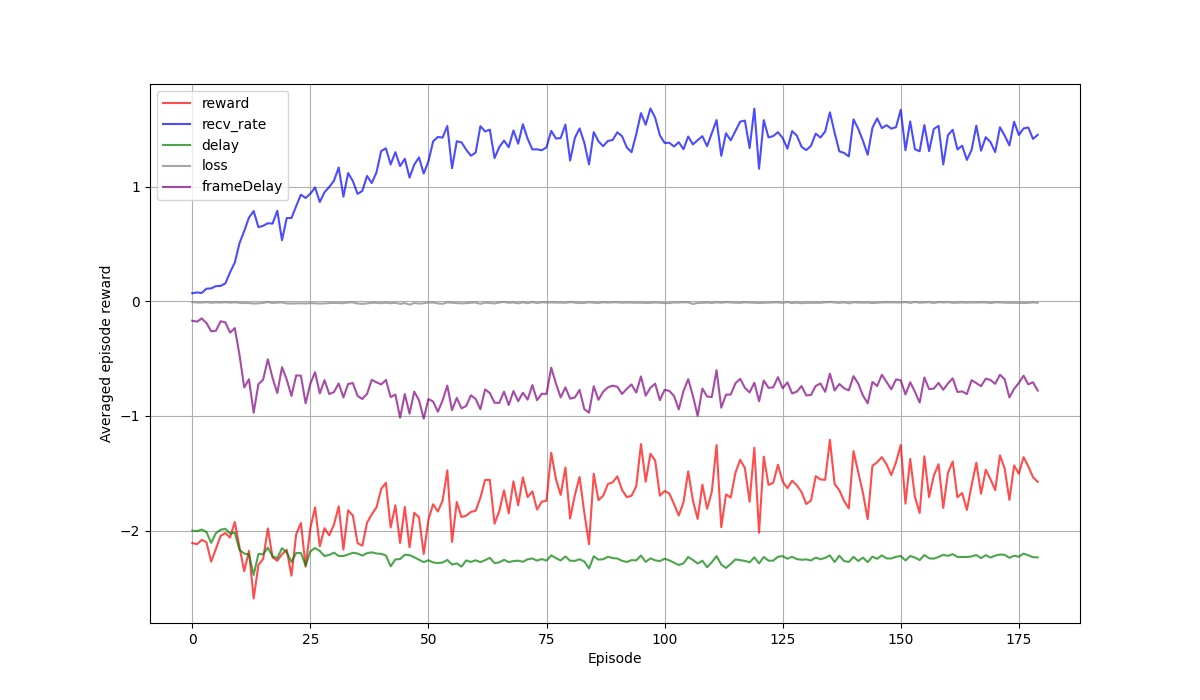 reward
recv_rate
delay
loss
frameDelay
1
0
−1
−2
Averaged episode reward
0
25
50
75
100
125
150
175
Episode